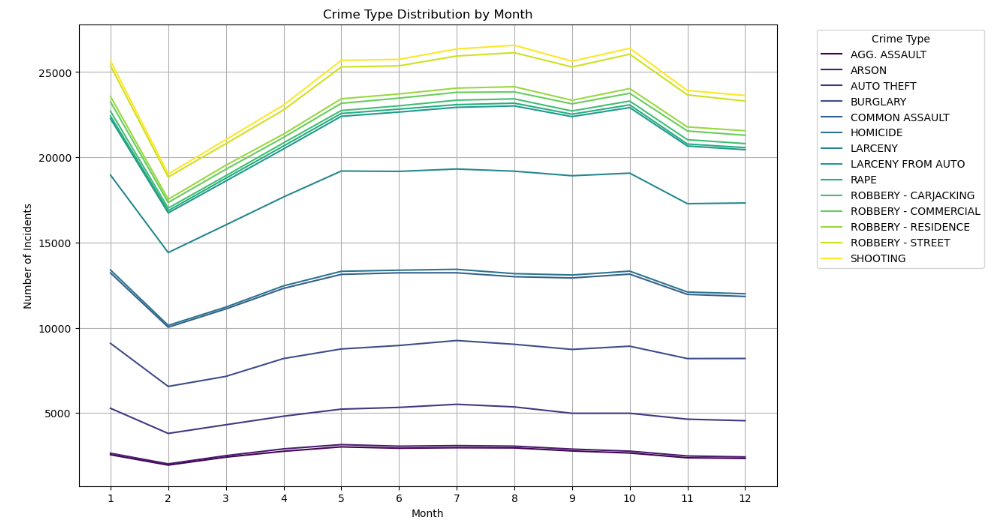 Crime Type Distribution by Month
Number of Incidents
25000
20000
15000
10000
5000
1 2 3 4 5 6 7 8 9 10 11 12
Month
Crime Type
AGG. ASSAULT
ARSON
AUTO THEFT
BURGLARY
COMMON ASSAULT
HOMICIDE
LARCENY
LARCENY FROM AUTO
RAPE
ROBBERY - CARJACKING
ROBBERY - COMMERCIAL
ROBBERY - RESIDENCE
ROBBERY - STREET
SHOOTING